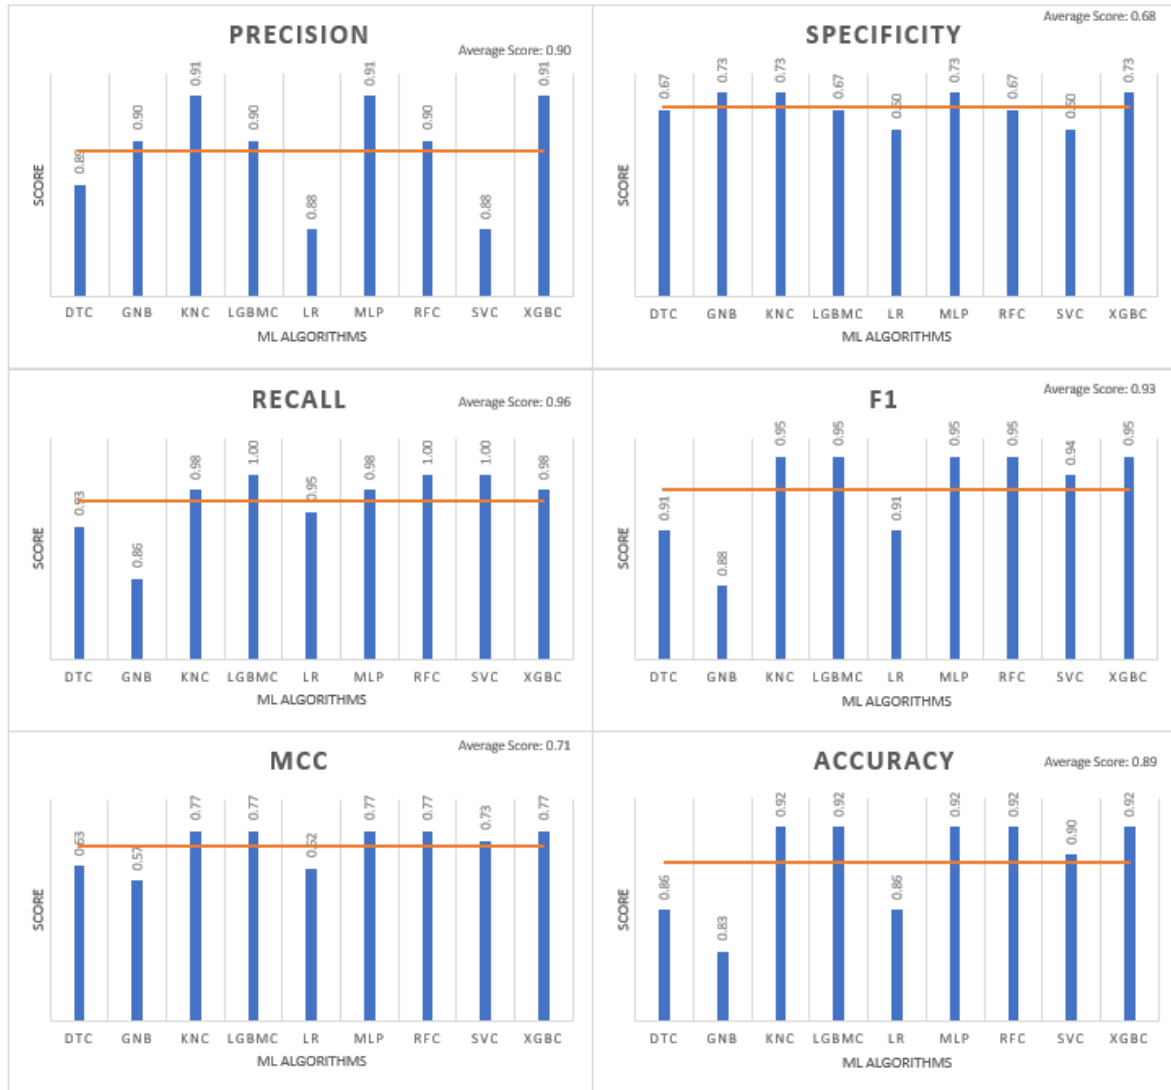 PRECISION
Average Score: 0.90
0.89
0.90
0.91
0.90
0.88
0.91
0.90
0.88
0.91
SCORE
DTC GNB KNC LGBMC LR MLP RFC SVC XGBC
ML ALGORITHMS
SPECIFICITY
Average Score: 0.68
0.67
0.73
0.73
0.67
0.60
0.73
0.67
0.60
0.73
SCORE
DTC GNB KNC LGBMC LR MLP RFC SVC XGBC
ML ALGORITHMS
RECALL
Average Score: 0.96
0.93
0.86
0.98
1.00
0.95
0.98
1.00
1.00
0.98
SCORE
DTC GNB KNC LGBMC LR MLP RFC SVC XGBC
ML ALGORITHMS
F1
Average Score: 0.93
0.91
0.88
0.95
0.95
0.91
0.95
0.95
0.94
0.95
SCORE
DTC GNB KNC LGBMC LR MLP RFC SVC XGBC
ML ALGORITHMS
MCC
Average Score: 0.71
0.63
0.57
0.77
0.77
0.62
0.77
0.77
0.73
0.77
SCORE
DTC GNB KNC LGBMC LR MLP RFC SVC XGBC
ML ALGORITHMS
ACCURACY
Average Score: 0.89
0.86
0.83
0.92
0.92
0.86
0.92
0.92
0.90
0.92
SCORE
DTC GNB KNC LGBMC LR MLP RFC SVC XGBC
ML ALGORITHMS